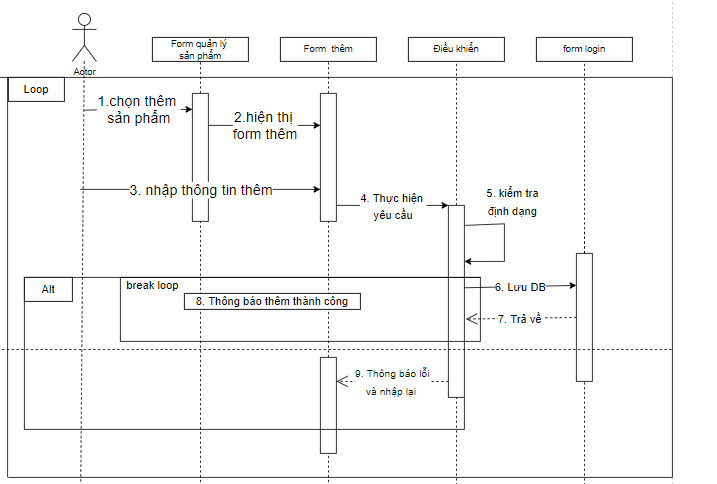 Actor
Form quản lý
sản phẩm
Form thêm
Điều khiển
form login
Loop
1.chọn thêm
sản phẩm
2.hiện thị
form thêm
3. nhập thông tin thêm
4. Thực hiện
yêu cầu
5. kiểm tra
định dạng
Alt
break loop
6. Lưu DB
8. Thông báo thêm thành công
7. Trả về
9. Thông báo lỗi
và nhập lại